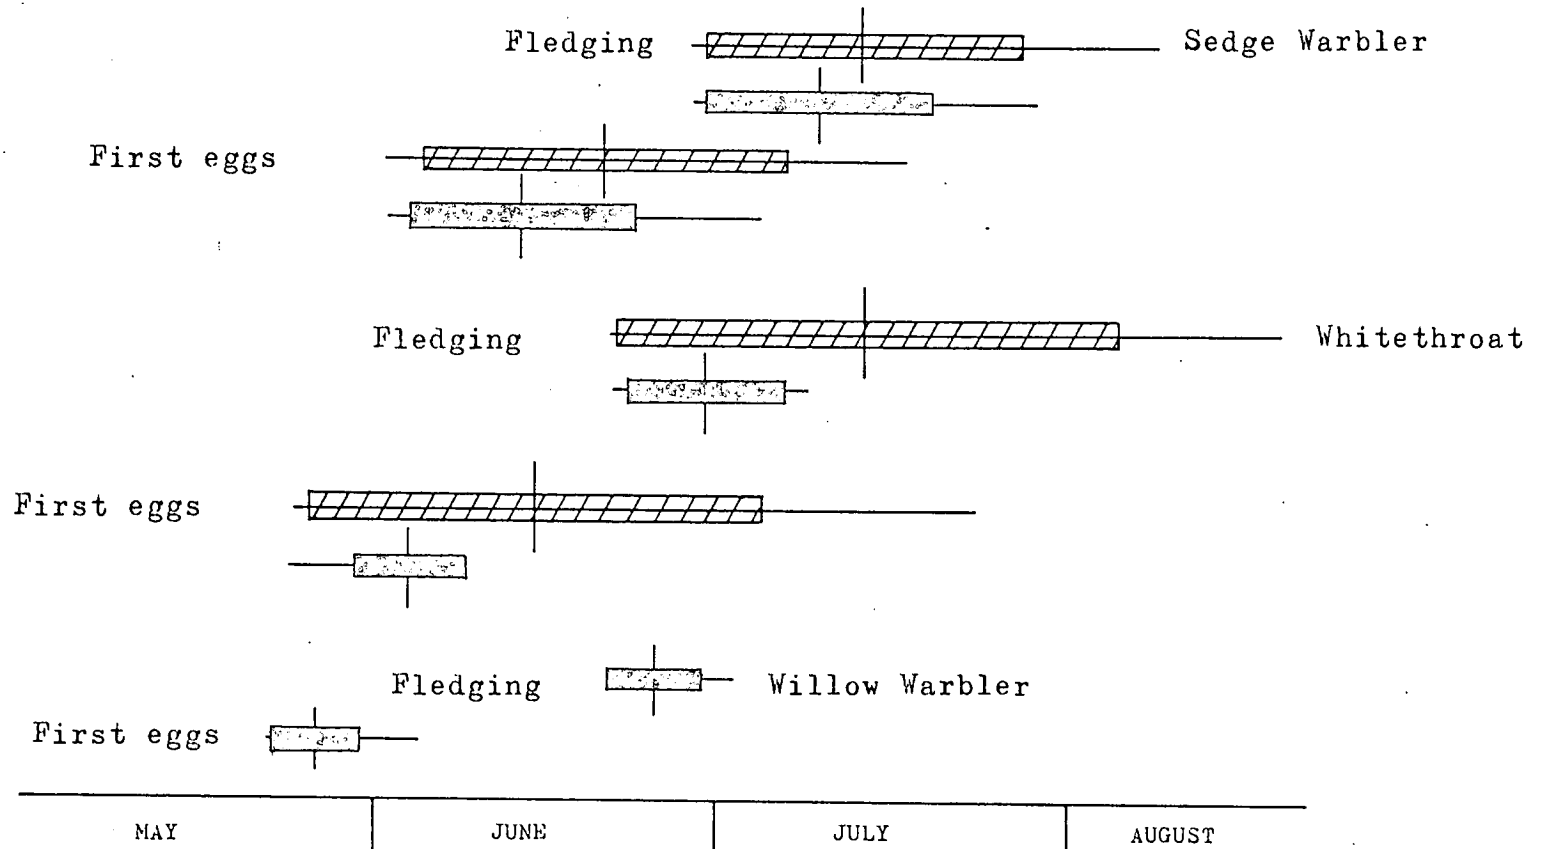 Fledging Sedge Warbler
First eggs
Fledging Whitethroat
First eggs
Fledging Willow Warbler
First eggs
MAY JUNE JULY AUGUST